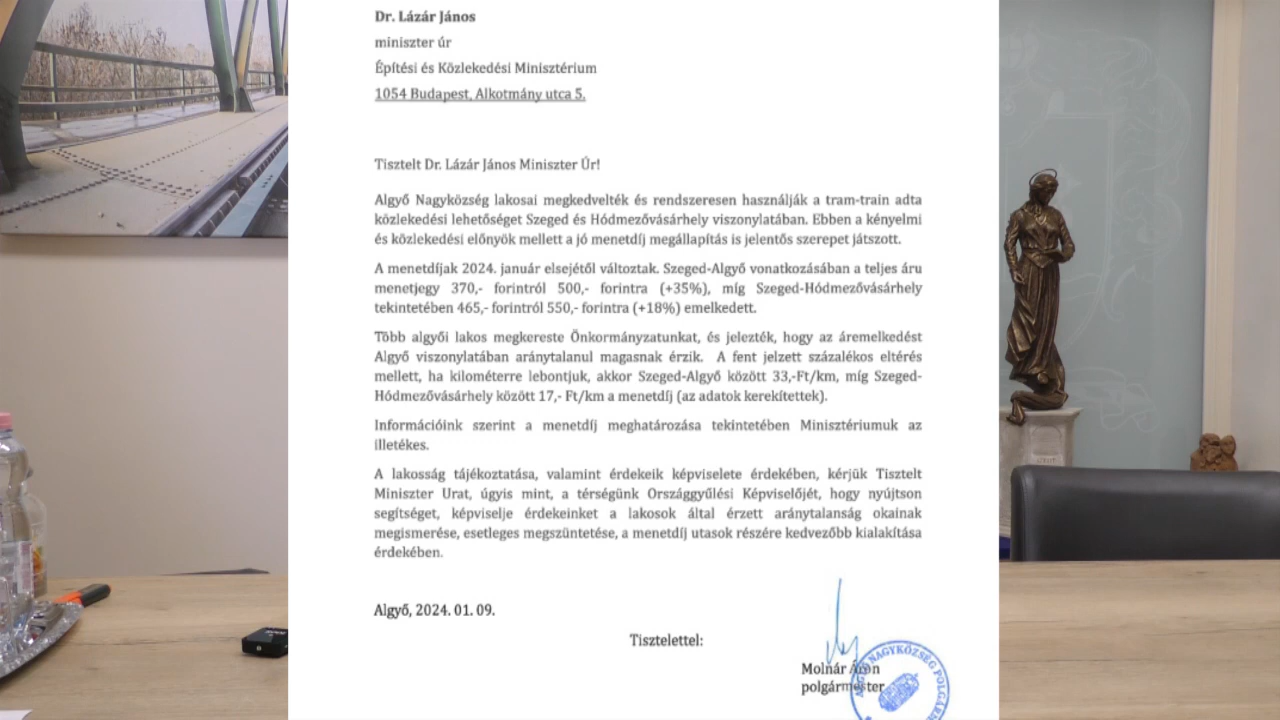 Dr. Lázár János
miniszter úr
Építési és Közlekedési Minisztérium
1054 Budapest, Alkotmány utca 5.
Tisztelt Dr. Lázár János Miniszter Úr!
Algyő Nagyközség lakosai megkedvelték és rendszeresen használják a tram-train adta
közlekedési lehetőséget Szeged és Hódmezővásárhely viszonylatában. Ebben a kényelmi
és közlekedési előnyök mellett a jó menetdíj megállapítás is jelentős szerepet játszott.
A menetdíjak 2024. január elsejétől változtak. Szeged-Algyő vonatkozásában a teljes áru
menetjegy 370,- forintról 500,- forintra (+35%), míg Szeged-Hódmezővásárhely
tekintetében 465,- forintról 550,- forintra (+18%) emelkedett.
Több algyői lakos megkereste Önkormányzatunkat, és jelezték, hogy az áremelkedést
Algyő viszonylatában aránytalanul magasnak érzik. A fent jelzett százalékos eltérés
mellett, ha kilométerre lebontjuk, akkor Szeged-Algyő között 33,-Ft/km, míg Szeged-
Hódmezővásárhely között 17,- Ft/km a menetdíj (az adatok kerekítettek).
Információink szerint a menetdíj meghatározása tekintetében Minisztériumuk az
illetékes.
A lakosság tájékoztatása, valamint érdekeik képviselete érdekében, kérjük Tisztelt
Miniszter Urat, úgyis mint, a térségünk Országgyűlési Képviselőjét, hogy nyújtson
segítséget, képviselje érdekeinket a lakosok által érzett aránytalanság okainak
megismerése, esetleges megszüntetése, a menetdíj utasok részére kedvezőbb kialakítása
érdekében.
Algyő, 2024. 01. 09.
Tisztelettel:
Molnár Áron
polgármester
NAGYKÖZSÉG